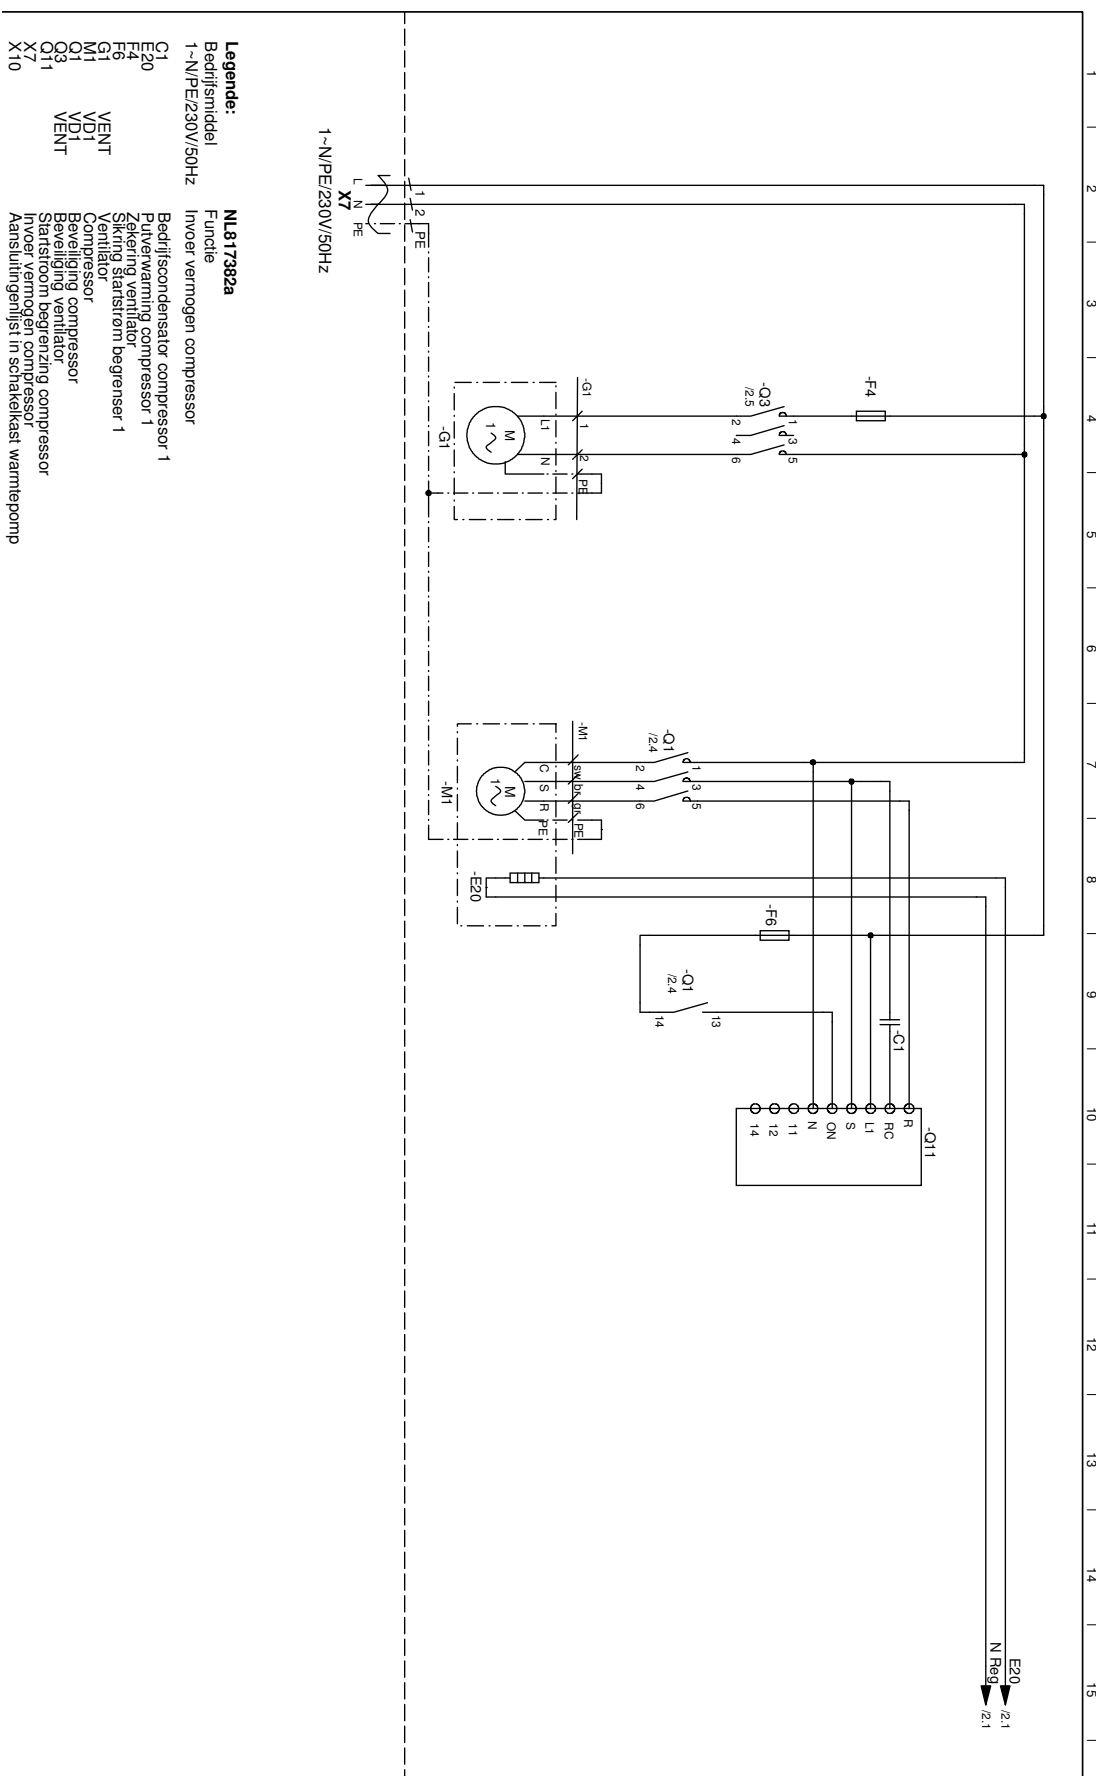 1
2
3
4
5
6
7
8
9
10
11
12
13
14
15
E20
N Reg
/2.1
/2.1
-F4
-Q3
/2.5
1
3
5
2
4
6
-G1
1
2
PE
L1
N
M
1
-G1
-Q1
/2.4
1
3
5
2
4
6
-M1
sw
br
gr
PE
C
S
R
PE
M
1
-M1
-E20
-F6
-Q1
/2.4
13
14
-C1
-Q11
R
RC
L1
S
ON
N
11
12
14
1
2
PE
L
N
PE
X7
1~N/PE/230V/50Hz
Legende: NL817382a
Bedrijfsmiddel Functie
1~N/PE/230V/50Hz Invoer vermogen compressor
C1 Bedrijfscondensator compressor 1
E20 Putverwarming compressor 1
F4 Zekering ventilator
F6 Sikring startstrøm begrenser 1
G1 VENT Ventilator
M1 VD1 Compressor
Q1 VD1 Beveiliging compressor
Q3 VENT Beveiliging ventilator
Q11 Startstroom begrenzing compressor
X7 Invoer vermogen compressor
X10 Aansluitingenlijst in schakelkast warmtepomp